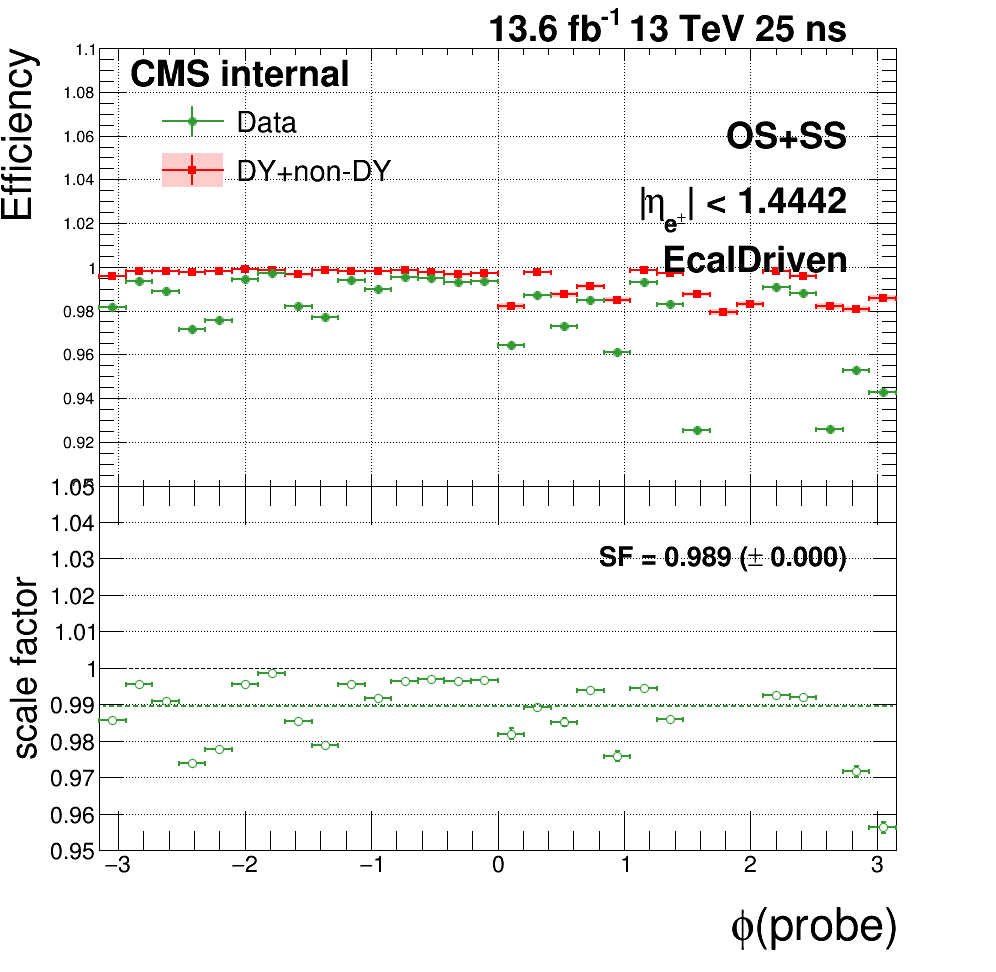 13.6 fb⁻¹ 13 TeV 25 ns
Efficiency
1.1
1.08
1.06
1.04
1.02
1
0.98
0.96
0.94
0.92
CMS internal
Data
DY+non-DY
OS+SS
|ηe±| < 1.4442
EcalDriven
scale factor
1.05
1.04
1.03
1.02
1.01
1
0.99
0.98
0.97
0.96
0.95
SF = 0.989 (± 0.000)
−3 −2 −1 0 1 2 3
ϕ(probe)